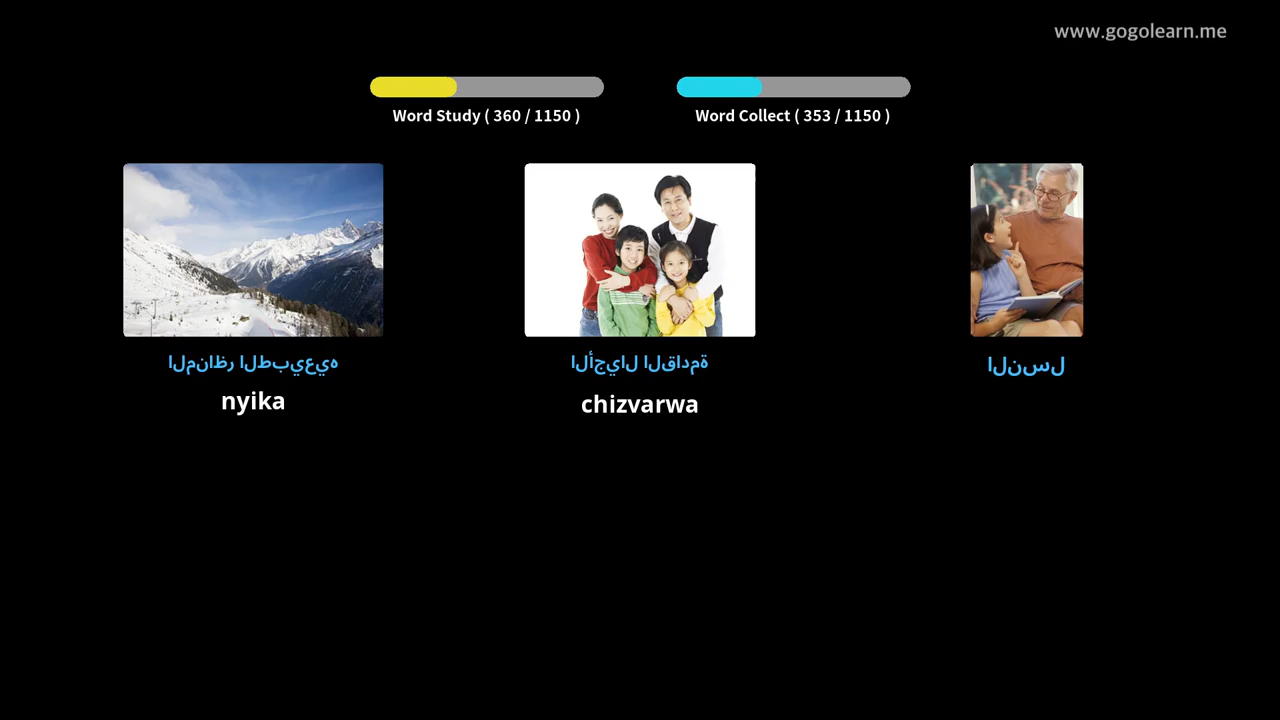 www.gogolearn.me
Word Study ( 360 / 1150 )
Word Collect ( 353 / 1150 )
المناظر الطبيعيه
nyika
الأجيال القادمة
chizvarwa
النسل